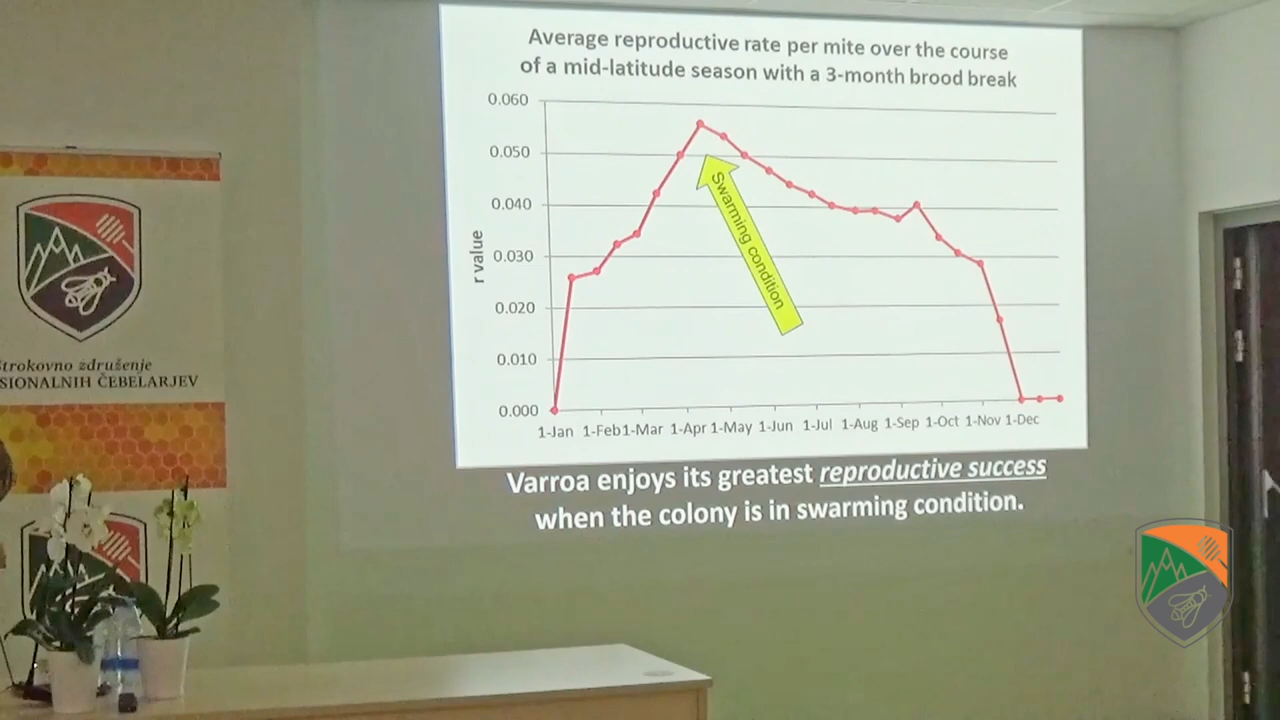 Average reproductive rate per mite over the course
of a mid-latitude season with a 3-month brood break
0.060
0.050
0.040
0.030
0.020
0.010
0.000
r value
Swarming condition
1-Jan 1-Feb 1-Mar 1-Apr 1-May 1-Jun 1-Jul 1-Aug 1-Sep 1-Oct 1-Nov 1-Dec
Varroa enjoys its greatest reproductive success
when the colony is in swarming condition.
trokovno združenje
SIONALNIH ČEBELARJEV